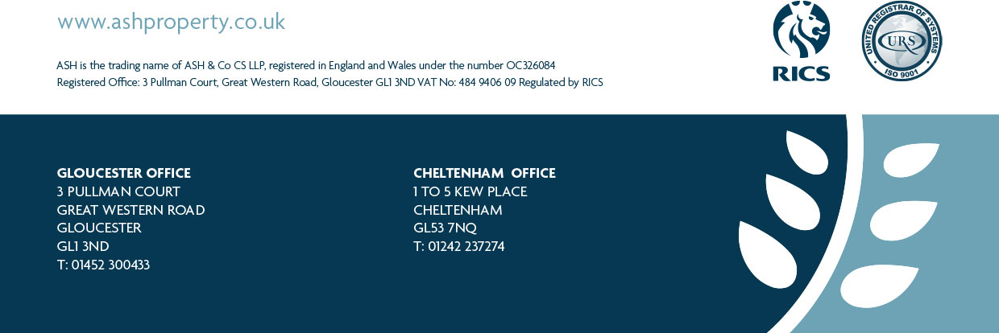 www.ashproperty.co.uk
ASH is the trading name of ASH & Co CS LLP, registered in England and Wales under the number OC326084
Registered Office: 3 Pullman Court, Great Western Road, Gloucester GL1 3ND VAT No: 484 9406 09 Regulated by RICS
RICS
UNITED REGISTRAR OF SYSTEMS
URS
ISO 9001
GLOUCESTER OFFICE
3 PULLMAN COURT
GREAT WESTERN ROAD
GLOUCESTER
GL1 3ND
T: 01452 300433
CHELTENHAM OFFICE
1 TO 5 KEW PLACE
CHELTENHAM
GL53 7NQ
T: 01242 237274